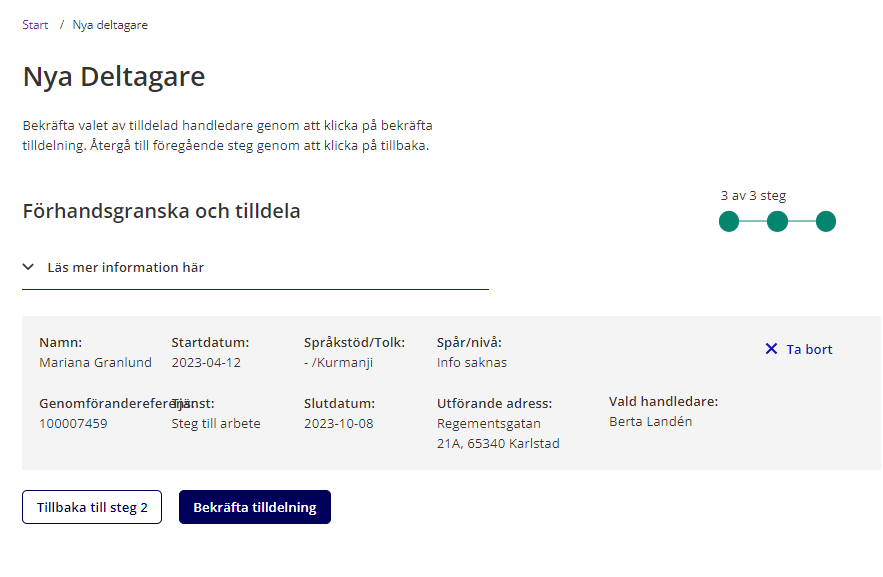 Start / Nya deltagare
Nya Deltagare
Bekräfta valet av tilldelad handledare genom att klicka på bekräfta
tilldelning. Återgå till föregående steg genom att klicka på tillbaka.
3 av 3 steg
Förhandsgranska och tilldela
Läs mer information här
Namn: Startdatum: Språkstöd/Tolk: Spår/nivå:
Mariana Granlund 2023-04-12 - /Kurmanji Info saknas
Ta bort
Genomförandereferens: Tjänst: Slutdatum: Utförande adress: Vald handledare:
100007459 Steg till arbete 2023-10-08 Regementsgatan Berta Landén
21A, 65340 Karlstad
Tillbaka till steg 2 Bekräfta tilldelning